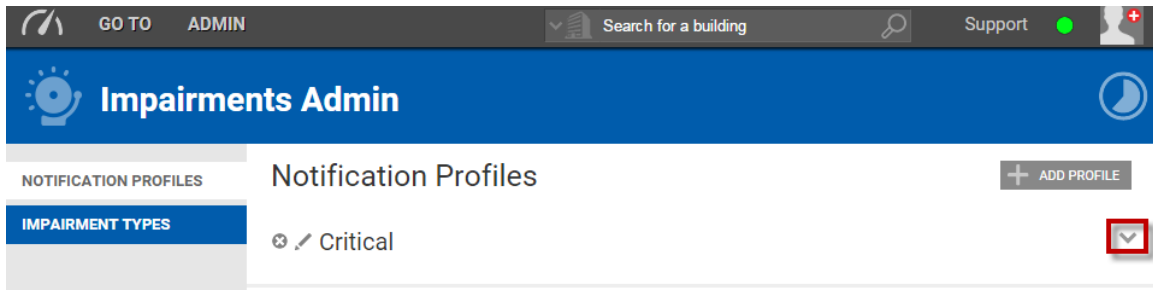 GO TO ADMIN Search for a building Support
Impairments Admin
NOTIFICATION PROFILES
IMPAIRMENT TYPES
Notification Profiles ADD PROFILE
Critical